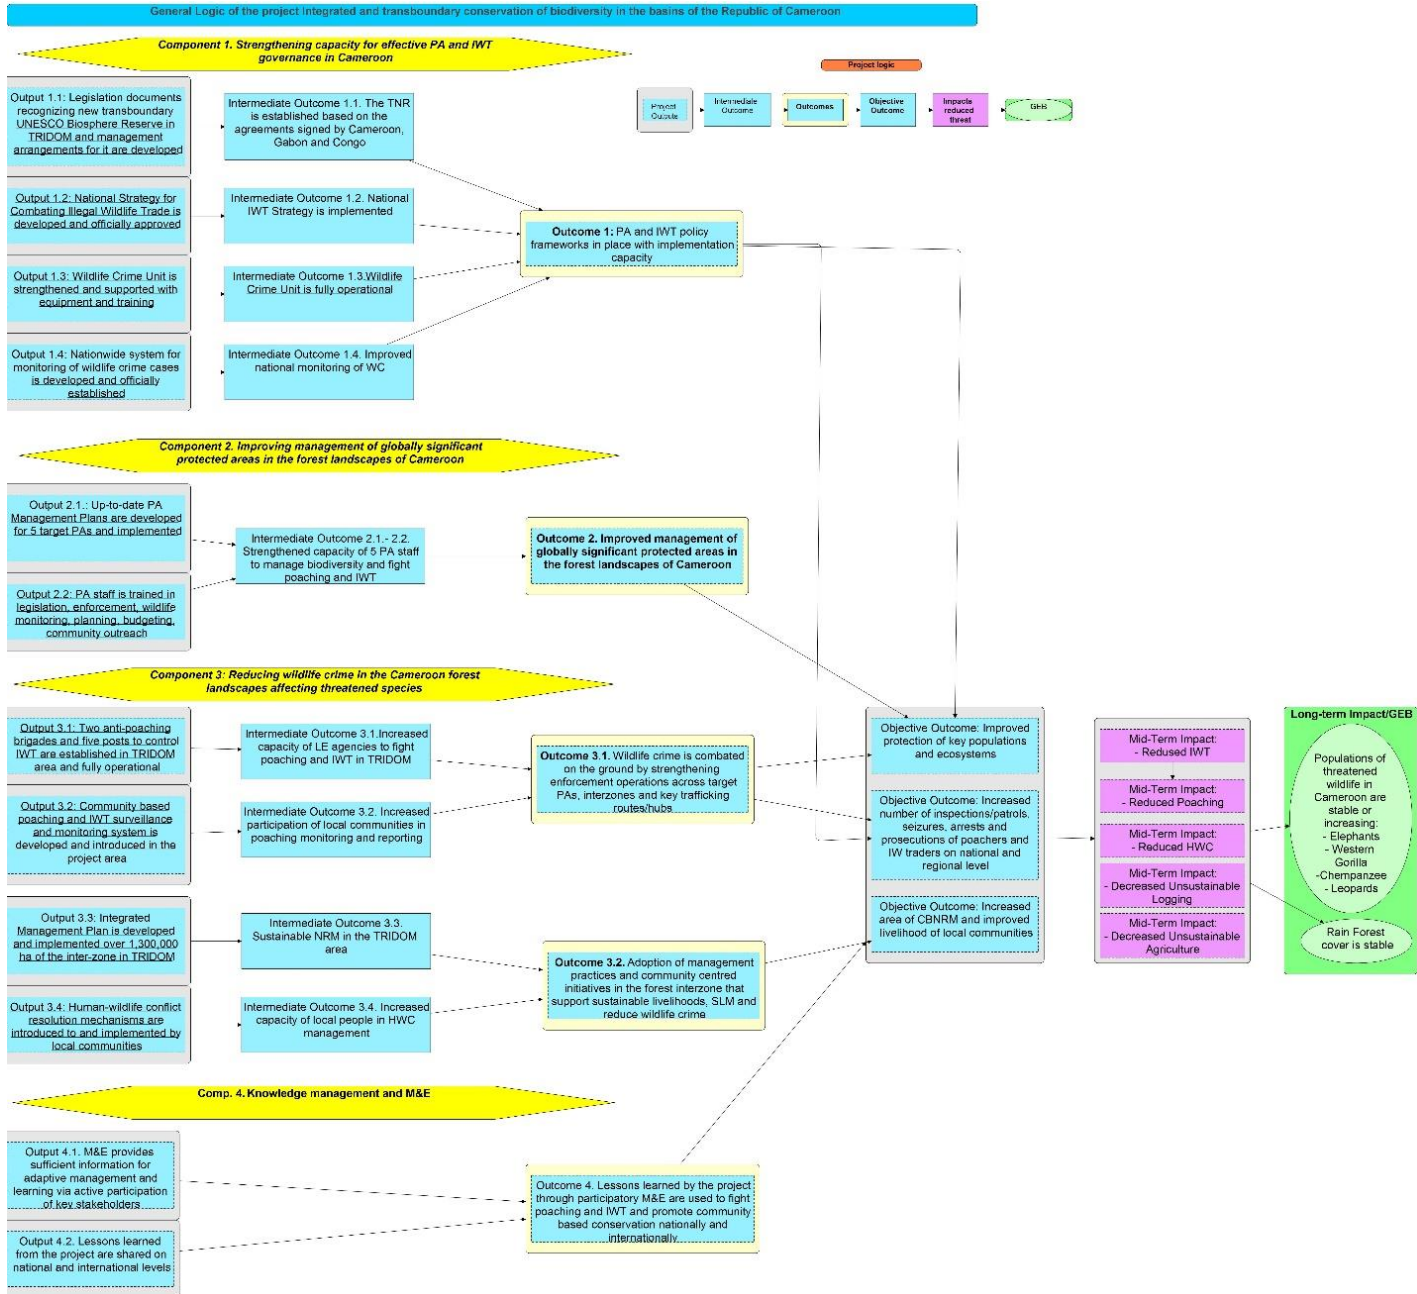 General Logic of the project Integrated and transboundary conservation of biodiversity in the basins of the Republic of Cameroon
Component 1. Strengthening capacity for effective PA and IWT
governance in Cameroon
Project logic
Project
Outputs
Intermediate
Outcome
Outcomes
Objective
Outcome
Impacts
reduced
threat
GEB
Output 1.1: Legislation documents
recognizing new transboundary
UNESCO Biosphere Reserve in
TRIDOM and management
arrangements for it are developed
Intermediate Outcome 1.1. The TNR
is established based on the
agreements signed by Cameroon,
Gabon and Congo
Output 1.2: National Strategy for
Combating Illegal Wildlife Trade is
developed and officially approved
Intermediate Outcome 1.2. National
IWT Strategy is implemented
Outcome 1: PA and IWT policy
frameworks in place with implementation
capacity
Output 1.3: Wildlife Crime Unit is
strengthened and supported with
equipment and training
Intermediate Outcome 1.3.Wildlife
Crime Unit is fully operational
Output 1.4: Nationwide system for
monitoring of wildlife crime cases
is developed and officially
established
Intermediate Outcome 1.4. Improved
national monitoring of WC
Component 2. Improving management of globally significant
protected areas in the forest landscapes of Cameroon
Output 2.1.: Up-to-date PA
Management Plans are developed
for 5 target PAs and implemented
Intermediate Outcome 2.1.- 2.2.
Strengthened capacity of 5 PA staff
to manage biodiversity and fight
poaching and IWT
Outcome 2. Improved management of
globally significant protected areas in
the forest landscapes of Cameroon
Output 2.2: PA staff is trained in
legislation, enforcement, wildlife
monitoring, planning, budgeting,
community outreach
Component 3: Reducing wildlife crime in the Cameroon forest
landscapes affecting threatened species
Output 3.1: Two anti-poaching
brigades and five posts to control
IWT are established in TRIDOM
area and fully operational
Intermediate Outcome 3.1.Increased
capacity of LE agencies to fight
poaching and IWT in TRIDOM
Outcome 3.1. Wildlife crime is combated
on the ground by strengthening
enforcement operations across target
PAs, interzones and key trafficking
routes/hubs
Output 3.2: Community based
poaching and IWT surveillance
and monitoring system is
developed and introduced in the
project area
Intermediate Outcome 3.2. Increased
participation of local communities in
poaching monitoring and reporting
Output 3.3: Integrated
Management Plan is developed
and implemented over 1,300,000
ha of the inter-zone in TRIDOM
Intermediate Outcome 3.3.
Sustainable NRM in the TRIDOM
area
Outcome 3.2. Adoption of management
practices and community centred
initiatives in the forest interzone that
support sustainable livelihoods, SLM and
reduce wildlife crime
Output 3.4: Human-wildlife conflict
resolution mechanisms are
introduced to and implemented by
local communities
Intermediate Outcome 3.4. Increased
capacity of local people in HWC
management
Objective Outcome: Improved
protection of key populations
and ecosystems
Objective Outcome: Increased
number of inspections/patrols,
seizures, arrests and
prosecutions of poachers and
IW traders on national and
regional level
Objective Outcome: Increased
area of CBNRM and improved
livelihood of local communities
Mid-Term Impact:
- Redused IWT
Mid-Term Impact:
- Reduced Poaching
Mid-Term Impact:
- Reduced HWC
Mid-Term Impact:
- Decreased Unsustainable
Logging
Mid-Term Impact:
- Decreased Unsustainable
Agriculture
Long-term Impact/GEB
Populations of
threatened
wildlife in
Cameroon are
stable or
increasing:
- Elephants
- Western
Gorilla
-Chempanzee
- Leopards
Rain Forest
cover is stable
Comp. 4. Knowledge management and M&E
Output 4.1. M&E provides
sufficient information for
adaptive management and
learning via active participation
of key stakeholders
Outcome 4. Lessons learned by the project
through participatory M&E are used to fight
poaching and IWT and promote community
based conservation nationally and
internationally
Output 4.2. Lessons learned
from the project are shared on
national and international levels